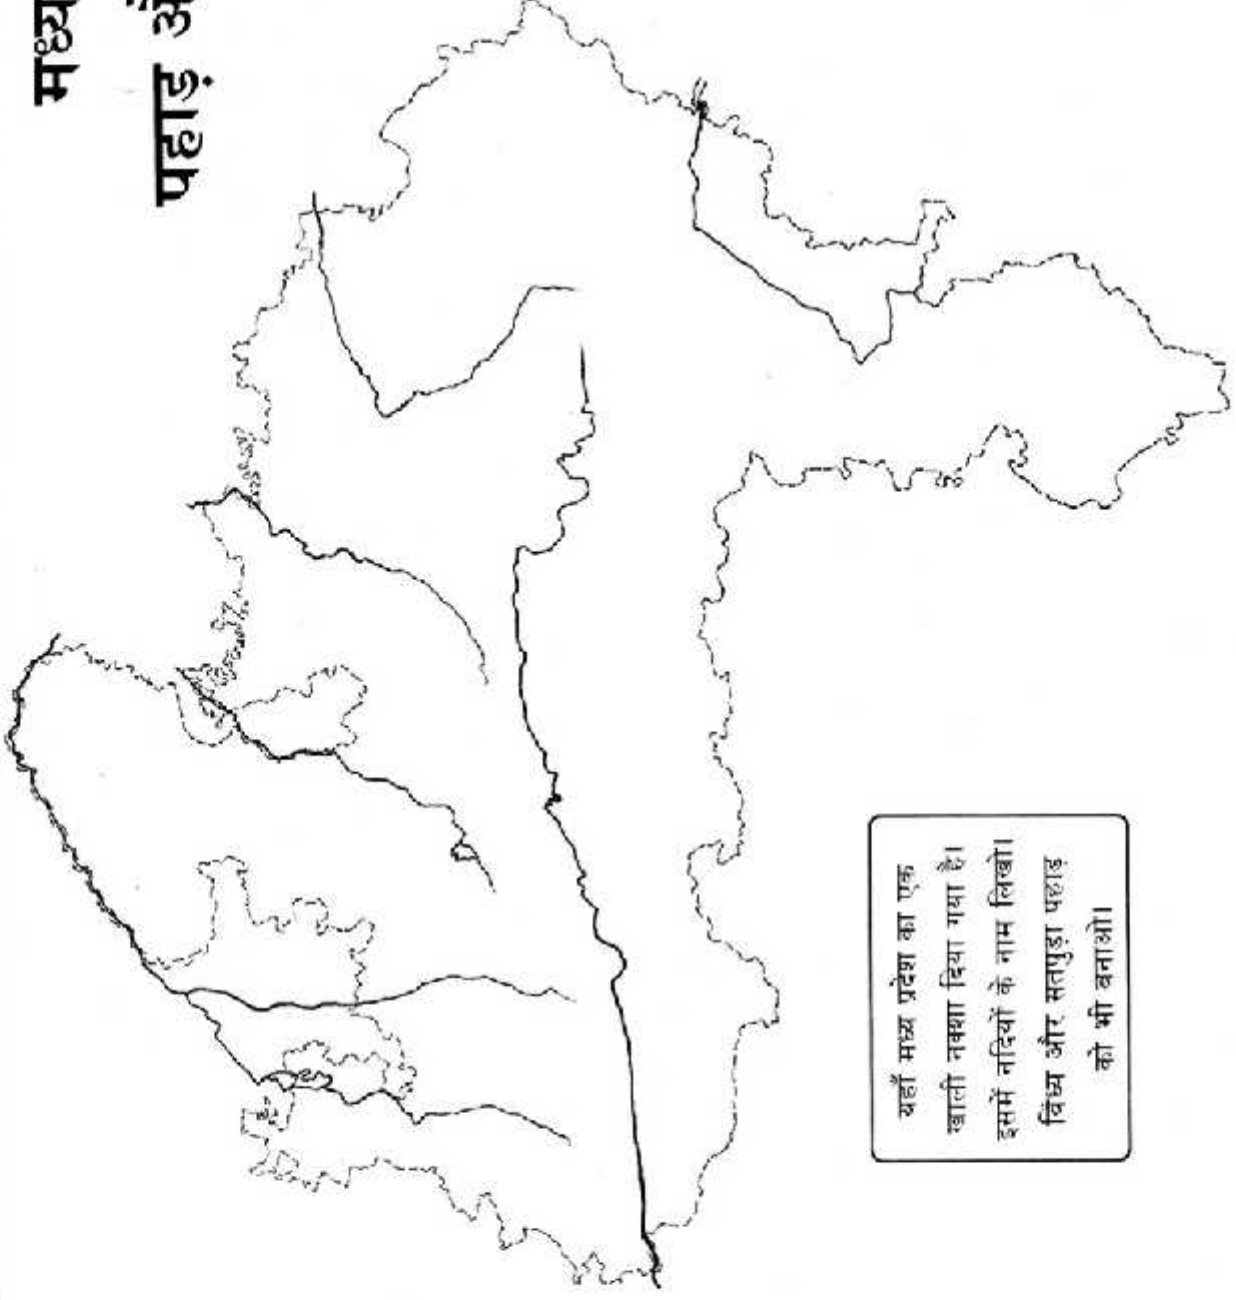 मध्य
पहाड़ औ
यहाँ मध्य प्रदेश का एक
खाली नक्शा दिया गया है।
इसमें नदियों के नाम लिखो।
विंध्य और सतपुड़ा पहाड़
को भी बनाओ।